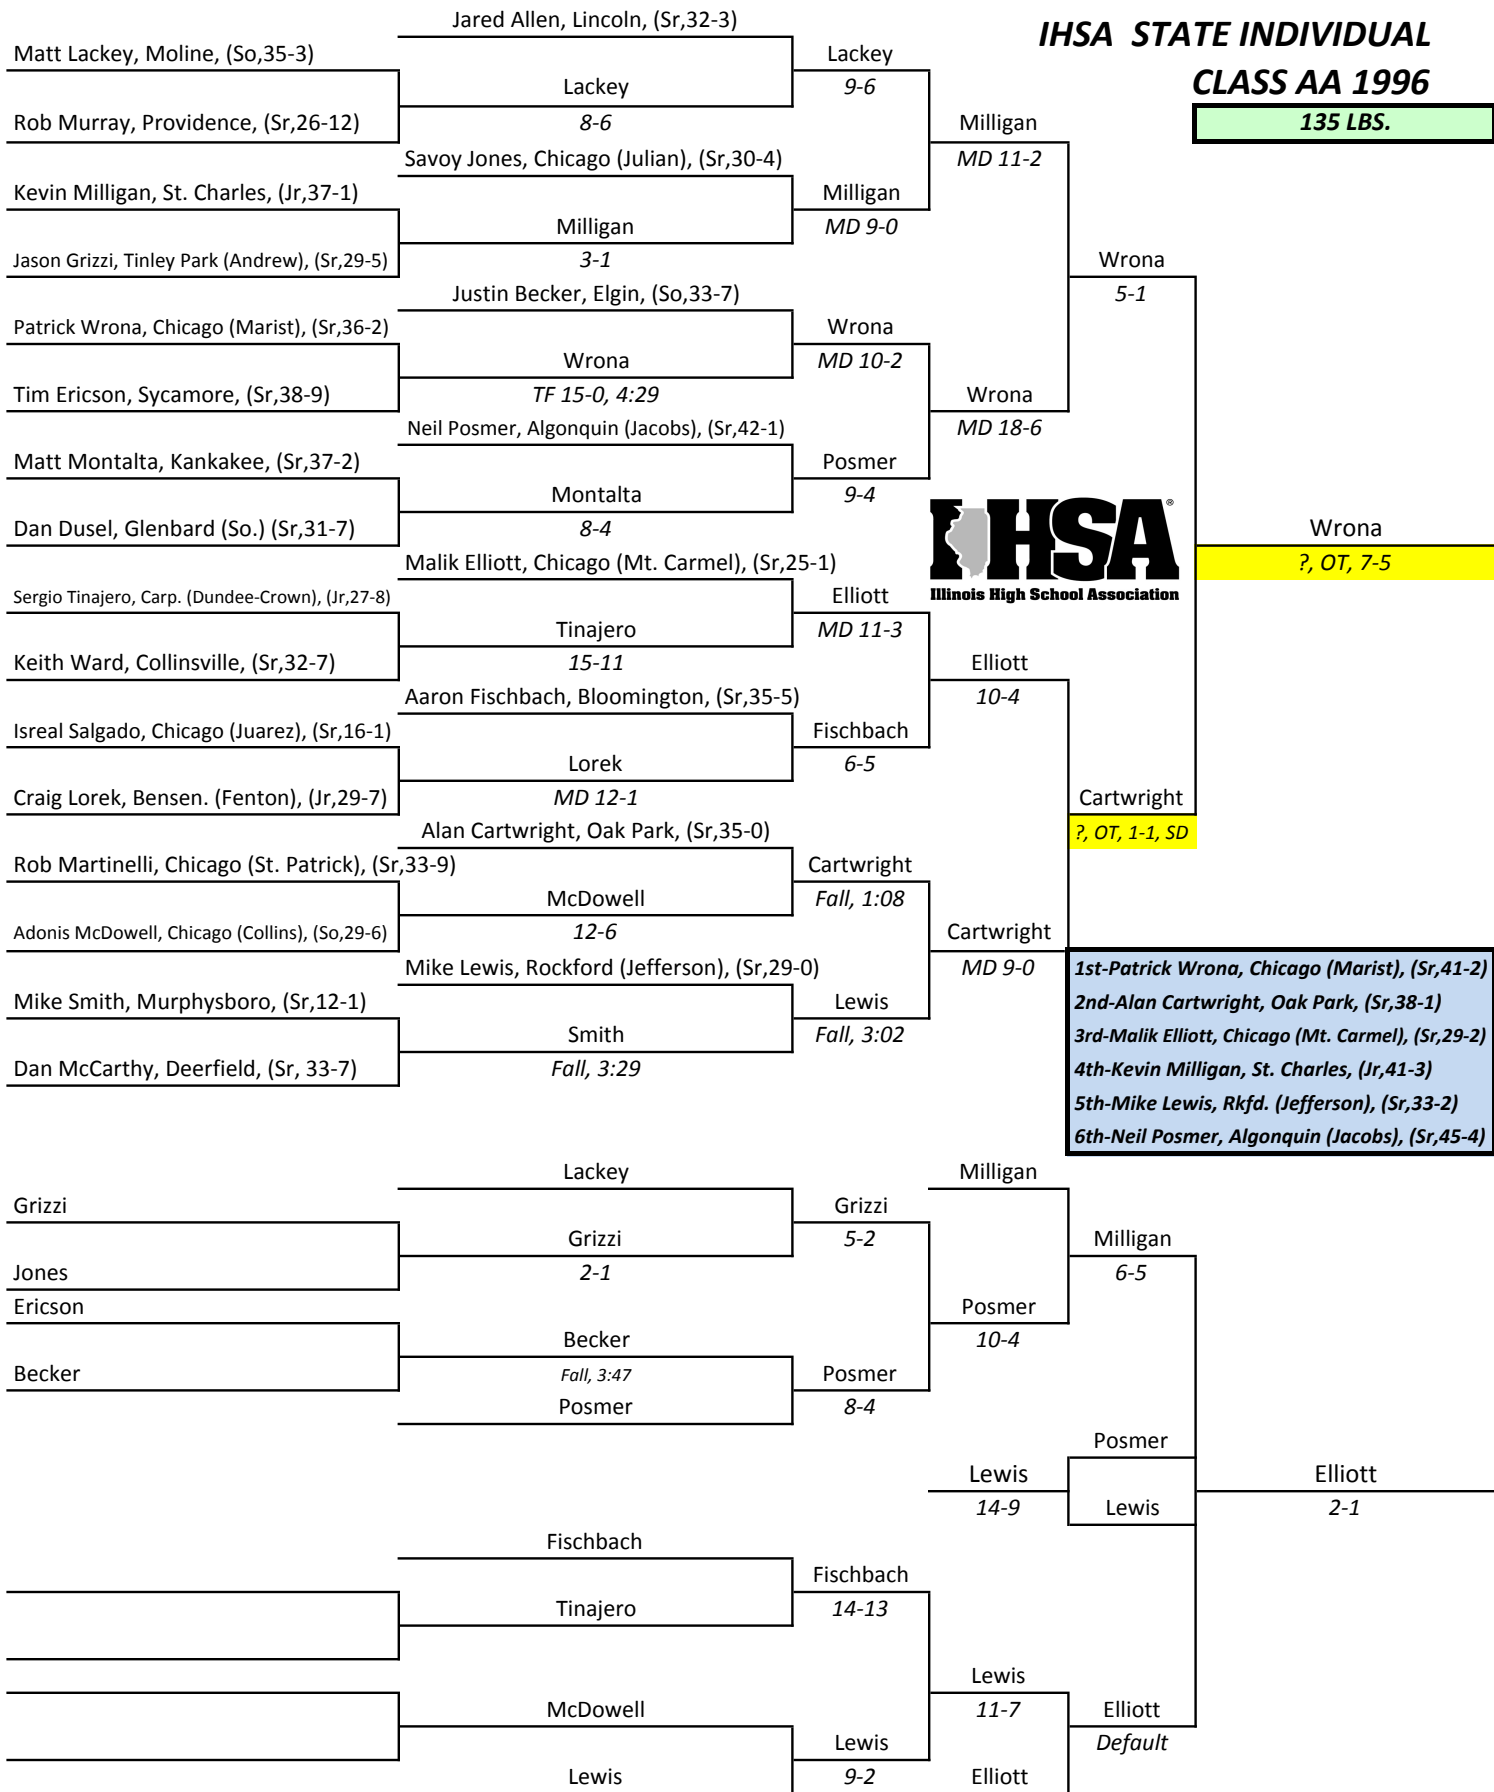 IHSA STATE INDIVIDUAL
CLASS AA 1996
135 LBS.
Jared Allen, Lincoln, (Sr,32-3)
Matt Lackey, Moline, (So,35-3)
Lackey
Lackey
9-6
8-6
Rob Murray, Providence, (Sr,26-12)
Milligan
MD 11-2
Savoy Jones, Chicago (Julian), (Sr,30-4)
Kevin Milligan, St. Charles, (Jr,37-1)
Milligan
Milligan
MD 9-0
3-1
Jason Grizzi, Tinley Park (Andrew), (Sr,29-5)
Wrona
5-1
Justin Becker, Elgin, (So,33-7)
Patrick Wrona, Chicago (Marist), (Sr,36-2)
Wrona
Wrona
MD 10-2
TF 15-0, 4:29
Tim Ericson, Sycamore, (Sr,38-9)
Wrona
MD 18-6
Neil Posmer, Algonquin (Jacobs), (Sr,42-1)
Matt Montalta, Kankakee, (Sr,37-2)
Posmer
Montalta
9-4
8-4
Dan Dusel, Glenbard (So.) (Sr,31-7)
IHSA®
Illinois High School Association
Wrona
?, OT, 7-5
Malik Elliott, Chicago (Mt. Carmel), (Sr,25-1)
Sergio Tinajero, Carp. (Dundee-Crown), (Jr,27-8)
Elliott
Tinajero
MD 11-3
15-11
Keith Ward, Collinsville, (Sr,32-7)
Elliott
10-4
Aaron Fischbach, Bloomington, (Sr,35-5)
Isreal Salgado, Chicago (Juarez), (Sr,16-1)
Fischbach
Lorek
6-5
MD 12-1
Craig Lorek, Bensen. (Fenton), (Jr,29-7)
Cartwright
?, OT, 1-1, SD
Alan Cartwright, Oak Park, (Sr,35-0)
Rob Martinelli, Chicago (St. Patrick), (Sr,33-9)
Cartwright
McDowell
Fall, 1:08
12-6
Adonis McDowell, Chicago (Collins), (So,29-6)
Cartwright
MD 9-0
Mike Lewis, Rockford (Jefferson), (Sr,29-0)
Mike Smith, Murphysboro, (Sr,12-1)
Lewis
Smith
Fall, 3:02
Fall, 3:29
Dan McCarthy, Deerfield, (Sr, 33-7)
1st-Patrick Wrona, Chicago (Marist), (Sr,41-2)
2nd-Alan Cartwright, Oak Park, (Sr,38-1)
3rd-Malik Elliott, Chicago (Mt. Carmel), (Sr,29-2)
4th-Kevin Milligan, St. Charles, (Jr,41-3)
5th-Mike Lewis, Rkfd. (Jefferson), (Sr,33-2)
6th-Neil Posmer, Algonquin (Jacobs), (Sr,45-4)
Lackey
Milligan
Grizzi
Grizzi
Grizzi
5-2
Milligan
2-1
6-5
Jones
Ericson
Posmer
Becker
10-4
Becker
Fall, 3:47
Posmer
Posmer
8-4
Posmer
Lewis
Elliott
14-9
Lewis
2-1
Fischbach
Fischbach
Tinajero
14-13
Lewis
McDowell
11-7
Elliott
Lewis
Default
Lewis
9-2
Elliott